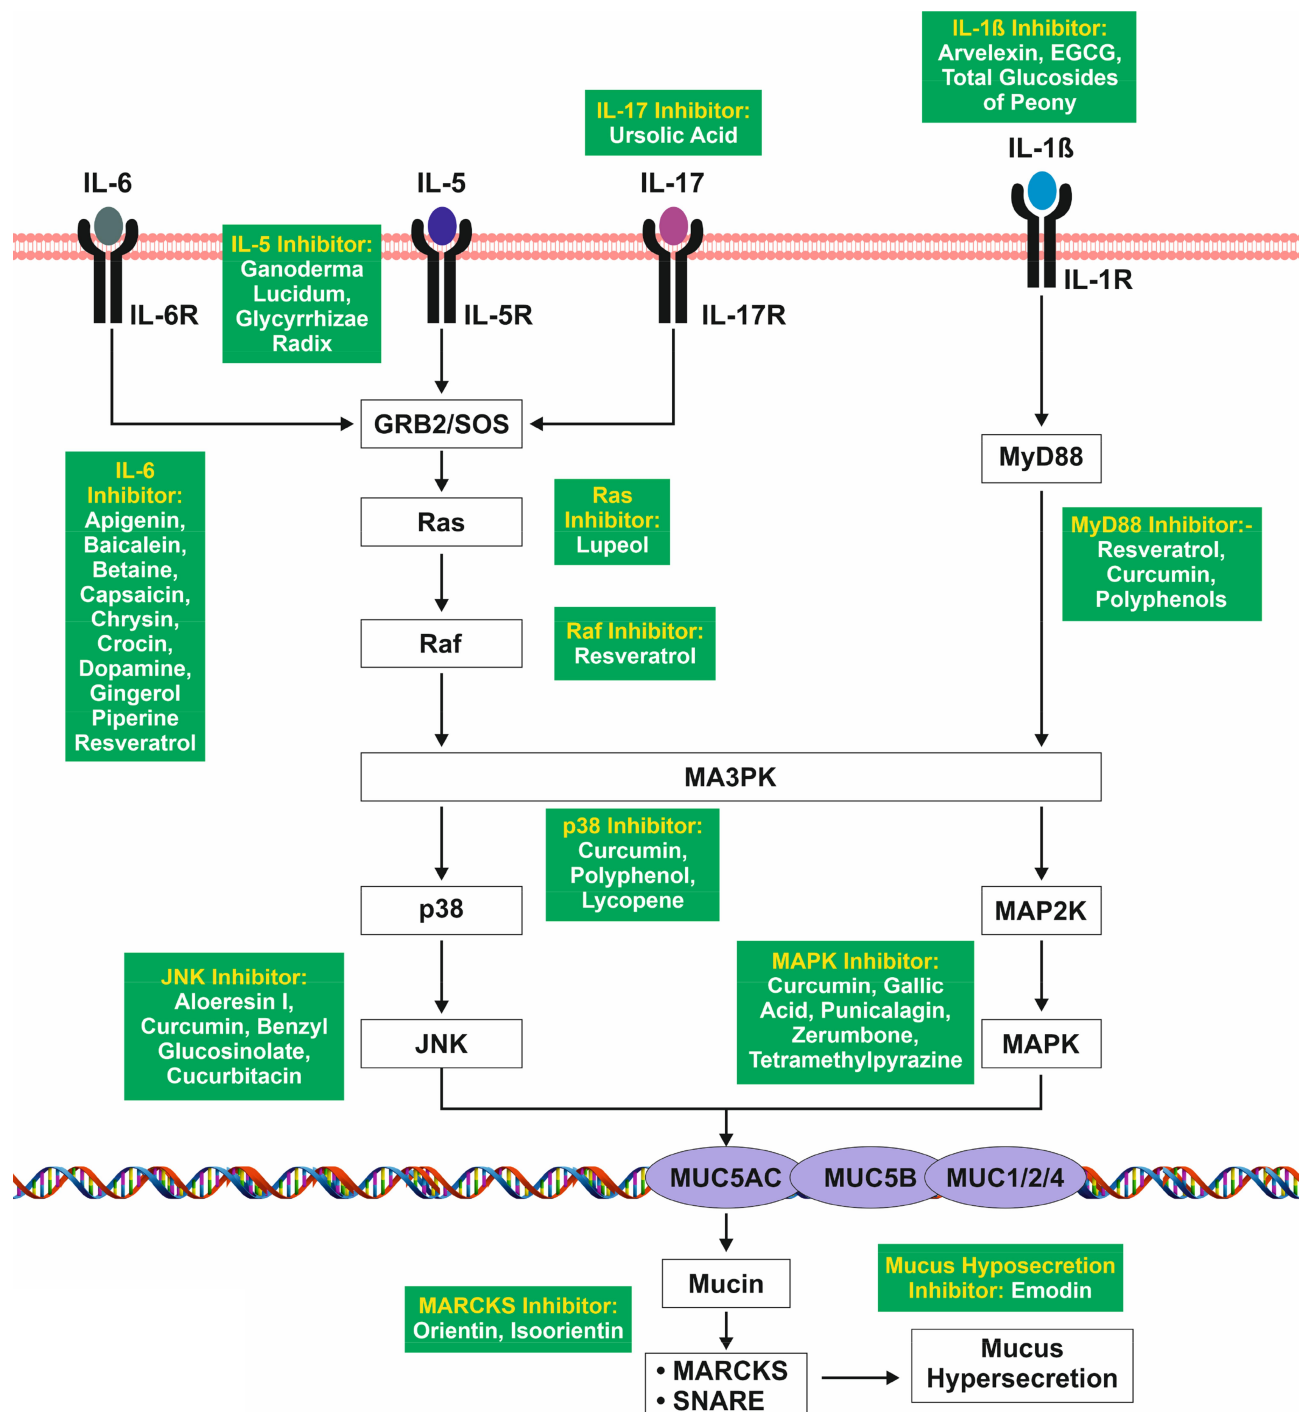 IL-1ß Inhibitor:
Arvelexin, EGCG,
Total Glucosides
of Peony
IL-17 Inhibitor:
Ursolic Acid
IL-6
IL-5
IL-17
IL-1ß
IL-5 Inhibitor:
Ganoderma
Lucidum,
Glycyrrhizae
Radix
IL-6R
IL-5R
IL-17R
IL-1R
GRB2/SOS
MyD88
IL-6
Inhibitor:
Apigenin,
Baicalein,
Betaine,
Capsaicin,
Chrysin,
Crocin,
Dopamine,
Gingerol
Piperine
Resveratrol
Ras
Ras
Inhibitor:
Lupeol
MyD88 Inhibitor:-
Resveratrol,
Curcumin,
Polyphenols
Raf
Raf Inhibitor:
Resveratrol
MA3PK
p38 Inhibitor:
Curcumin,
Polyphenol,
Lycopene
p38
MAP2K
JNK Inhibitor:
Aloeresin I,
Curcumin, Benzyl
Glucosinolate,
Cucurbitacin
JNK
MAPK Inhibitor:
Curcumin, Gallic
Acid, Punicalagin,
Zerumbone,
Tetramethylpyrazine
MAPK
MUC5AC
MUC5B
MUC1/2/4
Mucin
Mucus Hyposecretion
Inhibitor: Emodin
MARCKS Inhibitor:
Orientin, Isoorientin
• MARCKS
• SNARE
Mucus
Hypersecretion